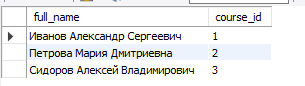 full_name course_id
Иванов Александр Сергеевич 1
Петрова Мария Дмитриевна 2
Сидоров Алексей Владимирович 3